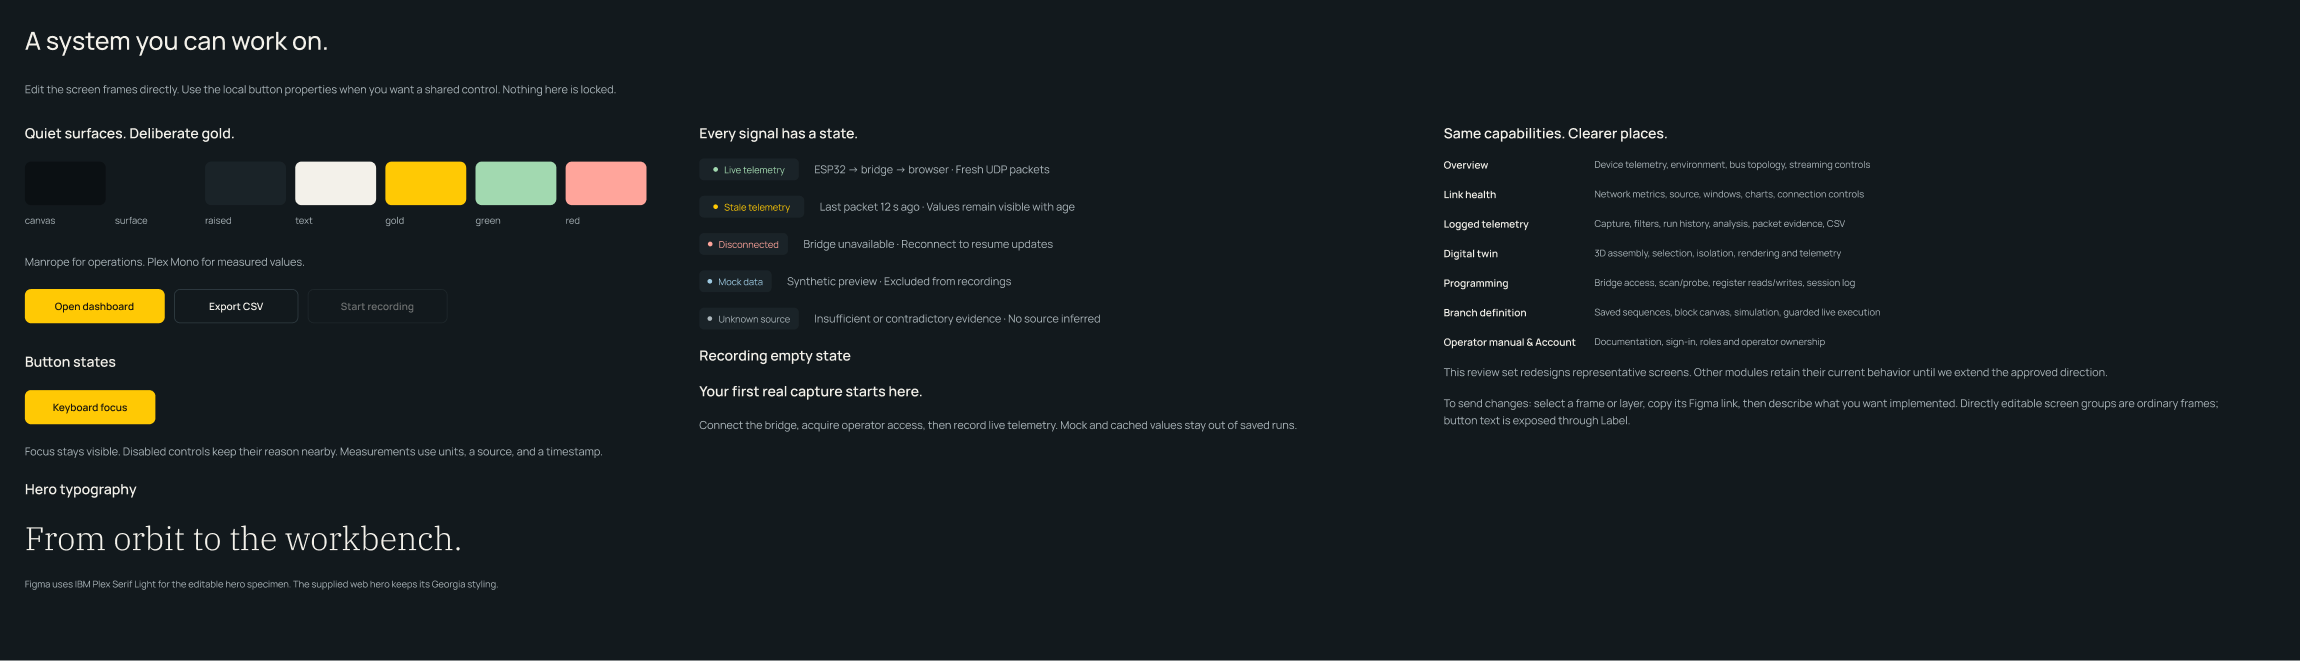 A system you can work on.
Edit the screen frames directly. Use the local button properties when you want a shared control. Nothing here is locked.
Quiet surfaces. Deliberate gold.
canvas
surface
raised
text
gold
green
red
Manrope for operations. Plex Mono for measured values.
Open dashboard
Export CSV
Start recording
Button states
Keyboard focus
Focus stays visible. Disabled controls keep their reason nearby. Measurements use units, a source, and a timestamp.
Hero typography
From orbit to the workbench.
Figma uses IBM Plex Serif Light for the editable hero specimen. The supplied web hero keeps its Georgia styling.
Every signal has a state.
Live telemetry
ESP32 → bridge → browser · Fresh UDP packets
Stale telemetry
Last packet 12 s ago · Values remain visible with age
Disconnected
Bridge unavailable · Reconnect to resume updates
Mock data
Synthetic preview · Excluded from recordings
Unknown source
Insufficient or contradictory evidence · No source inferred
Recording empty state
Your first real capture starts here.
Connect the bridge, acquire operator access, then record live telemetry. Mock and cached values stay out of saved runs.
Same capabilities. Clearer places.
Overview
Device telemetry, environment, bus topology, streaming controls
Link health
Network metrics, source, windows, charts, connection controls
Logged telemetry
Capture, filters, run history, analysis, packet evidence, CSV
Digital twin
3D assembly, selection, isolation, rendering and telemetry
Programming
Bridge access, scan/probe, register reads/writes, session log
Branch definition
Saved sequences, block canvas, simulation, guarded live execution
Operator manual & Account
Documentation, sign-in, roles and operator ownership
This review set redesigns representative screens. Other modules retain their current behavior until we extend the approved direction.
To send changes: select a frame or layer, copy its Figma link, then describe what you want implemented. Directly editable screen groups are ordinary frames;
button text is exposed through Label.